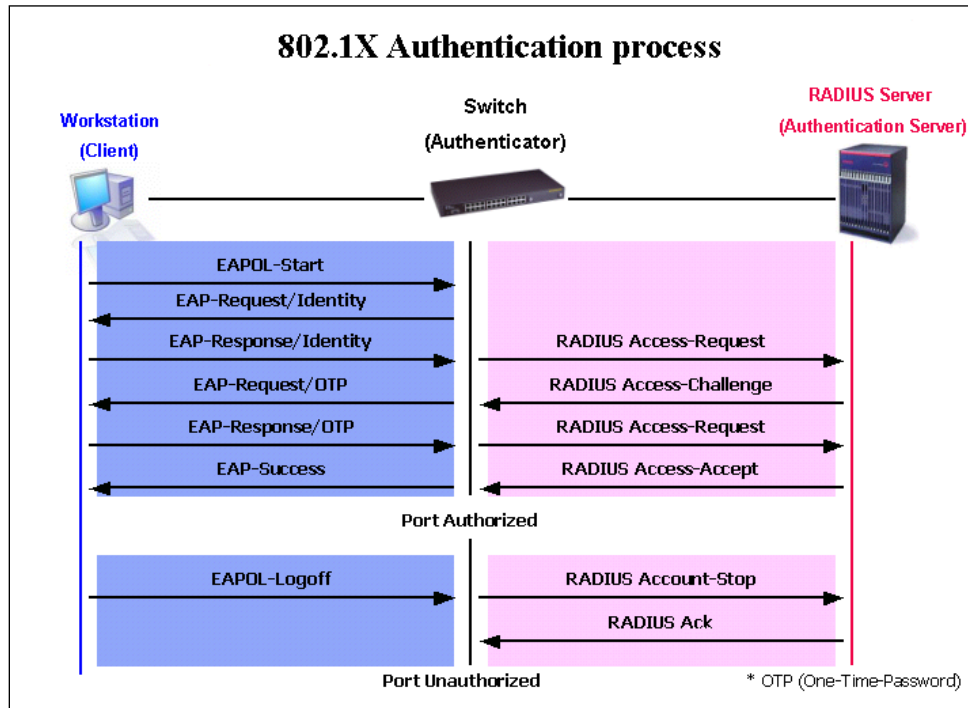 802.1X Authentication process
Workstation
(Client)
Switch
(Authenticator)
RADIUS Server
(Authentication Server)
EAPOL-Start
EAP-Request/Identity
EAP-Response/Identity
RADIUS Access-Request
EAP-Request/OTP
RADIUS Access-Challenge
EAP-Response/OTP
RADIUS Access-Request
EAP-Success
RADIUS Access-Accept
Port Authorized
EAPOL-Logoff
RADIUS Account-Stop
RADIUS Ack
Port Unauthorized
* OTP (One-Time-Password)